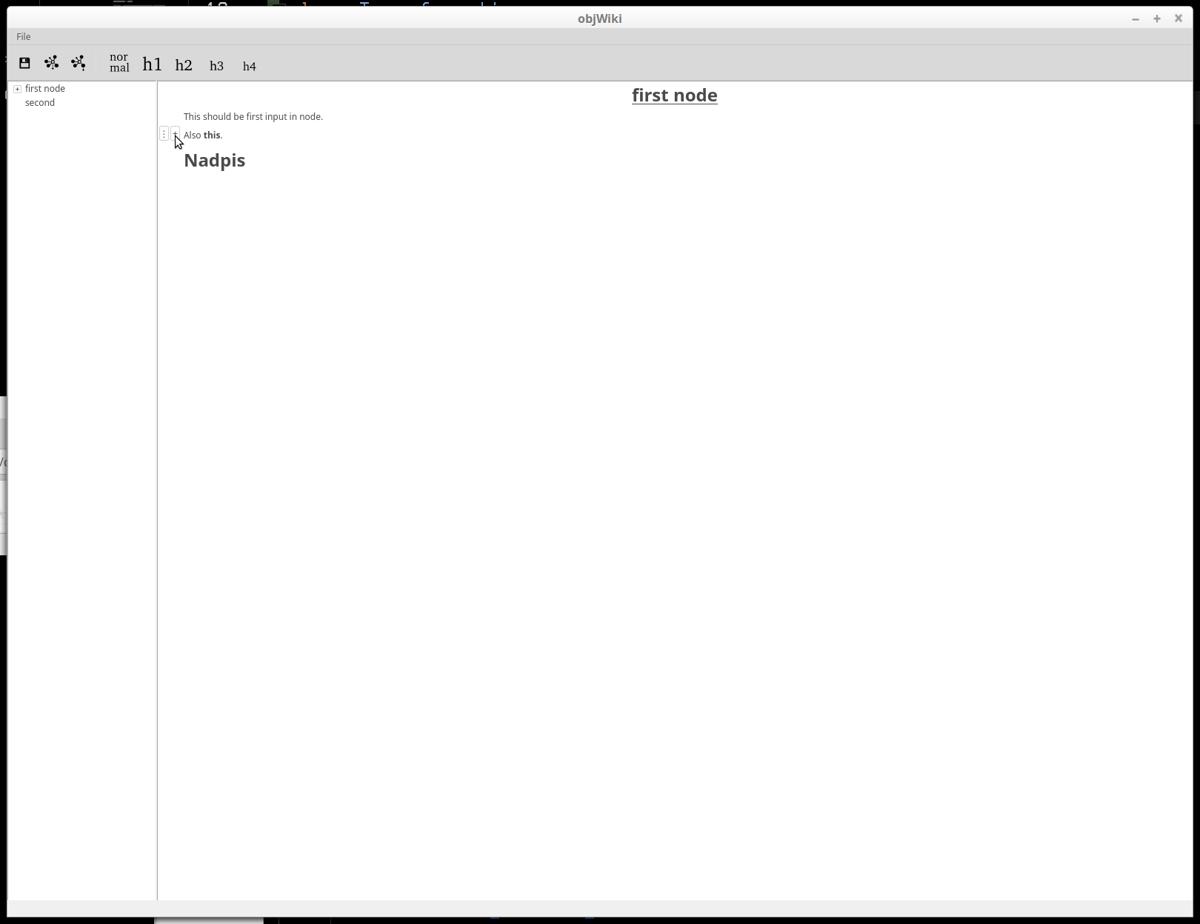 objWiki
File
nor
mal
h1 h2 h3 h4
first node
second
first node
This should be first input in node.
Also this.
Nadpis